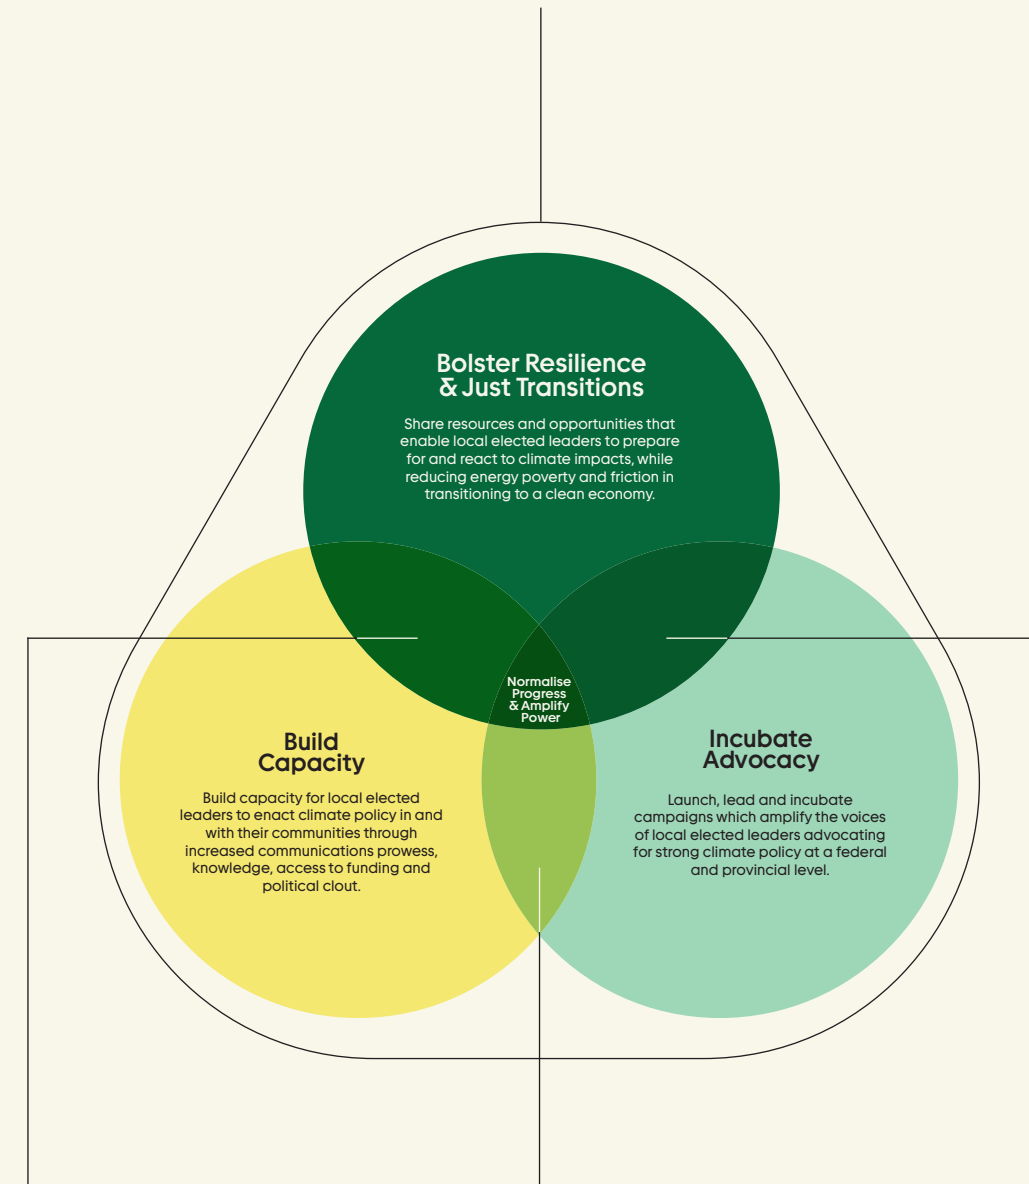 Bolster Resilience
& Just Transitions
Share resources and opportunities that
enable local elected leaders to prepare
for and react to climate impacts, while
reducing energy poverty and friction in
transitioning to a clean economy.
Normalise
Progress
& Amplify
Power
Build
Capacity
Build capacity for local elected
leaders to enact climate policy in and
with their communities through
increased communications prowess,
knowledge, access to funding and
political clout.
Incubate
Advocacy
Launch, lead and incubate
campaigns which amplify the voices
of local elected leaders advocating
for strong climate policy at a federal
and provincial level.